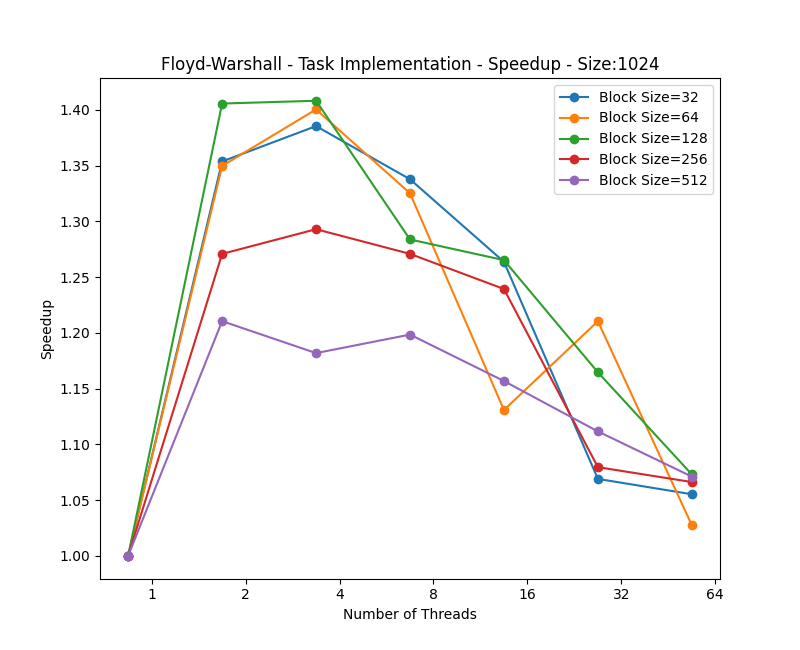 Floyd-Warshall - Task Implementation - Speedup - Size:1024
Block Size=32
Block Size=64
Block Size=128
Block Size=256
Block Size=512
Speedup
1.40
1.35
1.30
1.25
1.20
1.15
1.10
1.05
1.00
1 2 4 8 16 32 64
Number of Threads